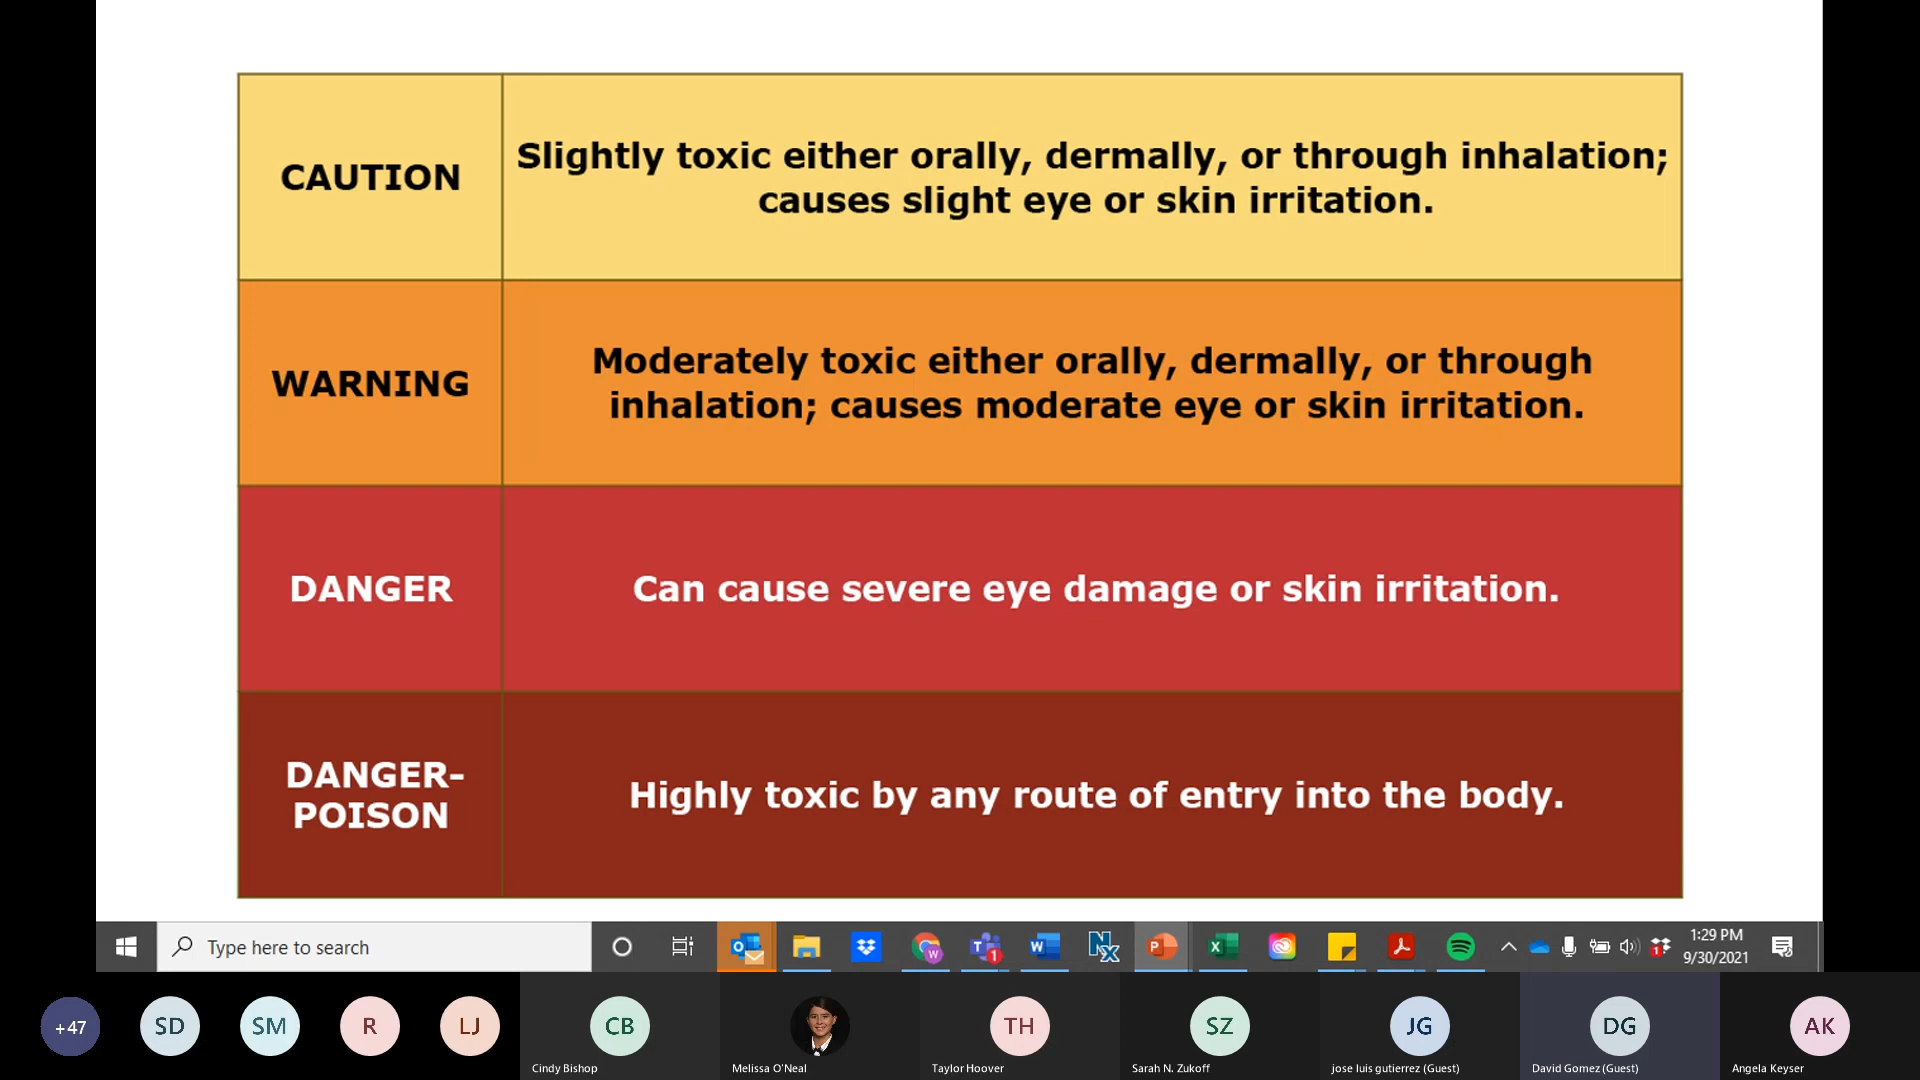 CAUTION
Slightly toxic either orally, dermally, or through inhalation;
causes slight eye or skin irritation.
WARNING
Moderately toxic either orally, dermally, or through
inhalation; causes moderate eye or skin irritation.
DANGER
Can cause severe eye damage or skin irritation.
DANGER-
POISON
Highly toxic by any route of entry into the body.
Type here to search
1:29 PM
9/30/2021
+47
SD
SM
R
LJ
CB
TH
SZ
JG
DG
AK
Cindy Bishop
Melissa O'Neal
Taylor Hoover
Sarah N. Zukoff
jose luis gutierrez (Guest)
David Gomez (Guest)
Angela Keyser